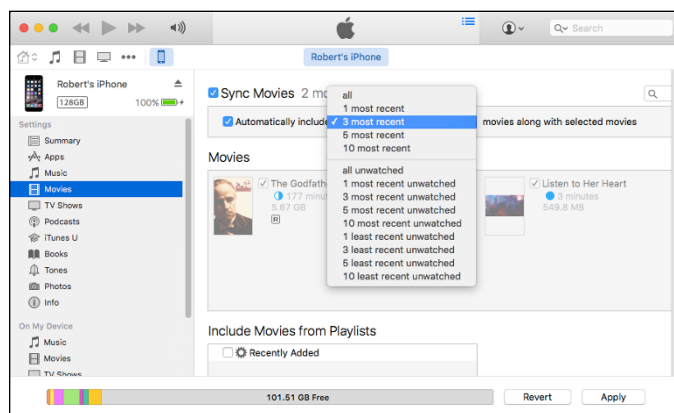 Search
Robert's iPhone
Robert's iPhone
128GB 100%
Settings
Summary
Apps
Music
Movies
TV Shows
Podcasts
iTunes U
Books
Tones
Photos
Info
On My Device
Music
Movies
TV Shows
Sync Movies 2 mo
Automatically include
movies along with selected movies
all
1 most recent
✓ 3 most recent
5 most recent
10 most recent
all unwatched
1 most recent unwatched
3 most recent unwatched
5 most recent unwatched
10 most recent unwatched
1 least recent unwatched
3 least recent unwatched
5 least recent unwatched
10 least recent unwatched
Movies
The Godfath
177 minu
5.67 GB
R
Listen to Her Heart
3 minutes
549.8 MB
Include Movies from Playlists
Recently Added
101.51 GB Free
Revert Apply